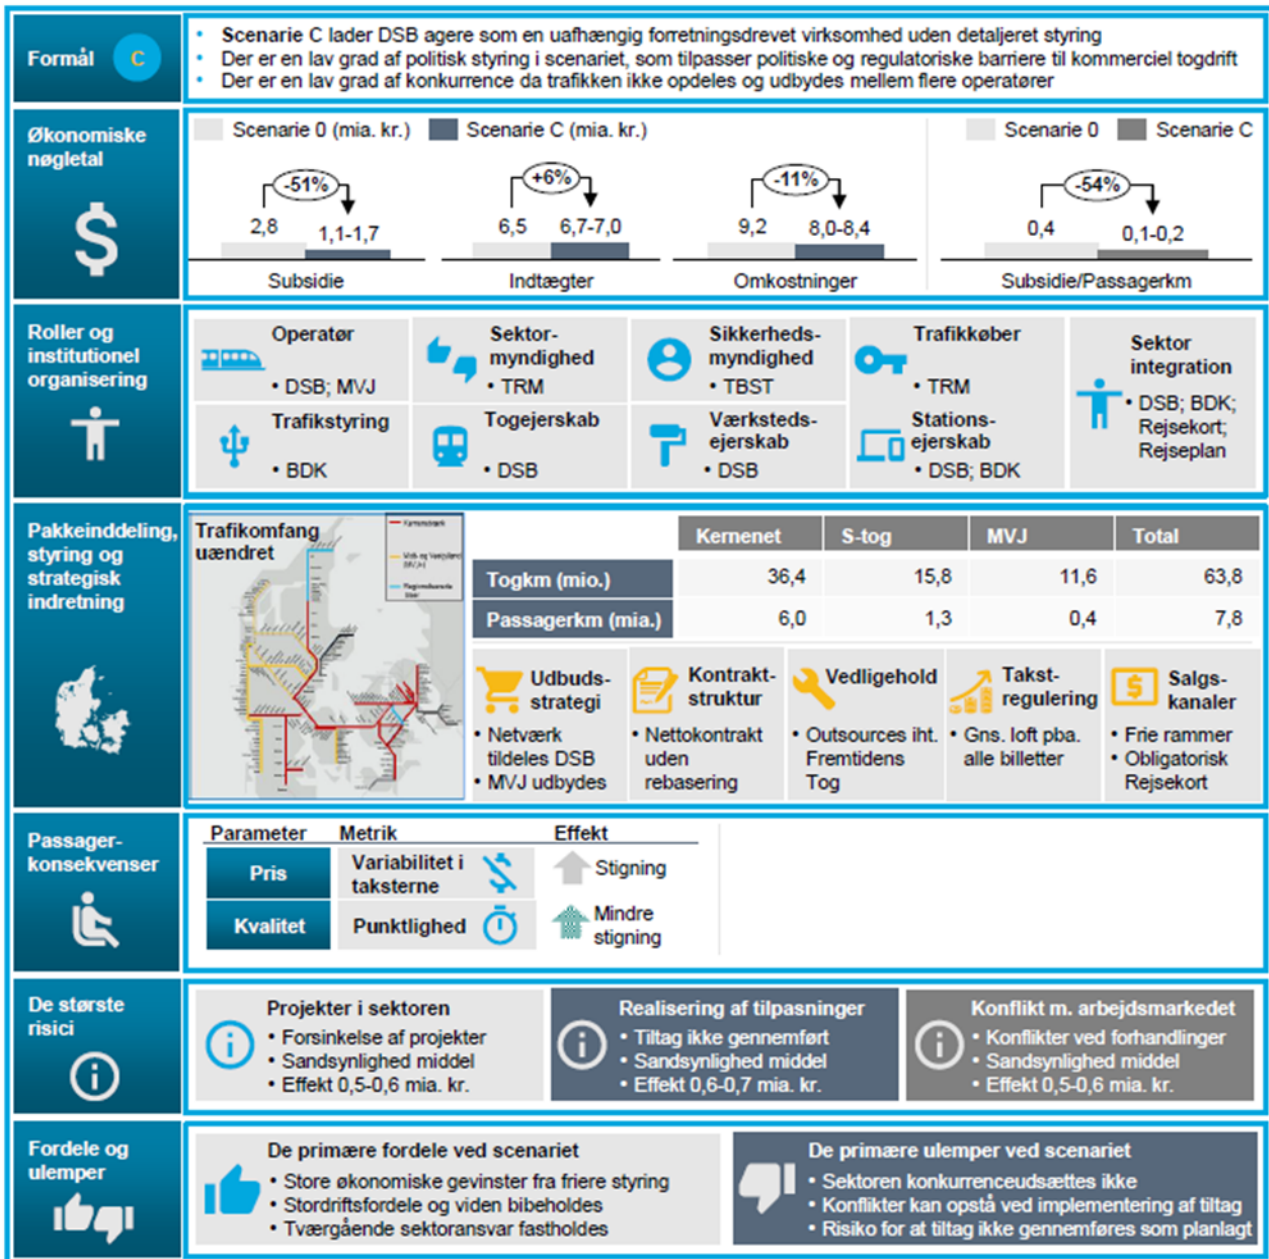 Formål C
• Scenarie C lader DSB agere som en uafhængig forretningsdrevet virksomhed uden detaljeret styring
• Der er en lav grad af politisk styring i scenariet, som tilpasser politiske og regulatoriske barriere til kommerciel togdrift
• Der er en lav grad af konkurrence da trafikken ikke opdeles og udbydes mellem flere operatører
Økonomiske
nøgletal
Scenarie 0 (mia. kr.) Scenarie C (mia. kr.)
-51%
2,8 1,1-1,7
Subsidie
+6%
6,5 6,7-7,0
Indtægter
-11%
9,2 8,0-8,4
Omkostninger
Scenarie 0 Scenarie C
-54%
0,4 0,1-0,2
Subsidie/Passagerkm
Roller og
institutionel
organisering
Operatør
• DSB; MVJ
Sektor-
myndighed
• TRM
Sikkerheds-
myndighed
• TBST
Trafikkøber
• TRM
Sektor
integration
• DSB; BDK;
Rejsekort;
Rejseplan
Trafikstyring
• BDK
Togejerskab
• DSB
Værksteds-
ejerskab
• DSB
Stations-
ejerskab
• DSB; BDK
Pakkeinddeling,
styring og
strategisk
indretning
Trafikomfang
uændret
Kernenet S-tog MVJ Total
Togkm (mio.) 36,4 15,8 11,6 63,8
Passagerkm (mia.) 6,0 1,3 0,4 7,8
Udbuds-
strategi
• Netværk
tildeles DSB
• MVJ udbydes
Kontrakt-
struktur
• Nettokontrakt
uden
rebasering
Vedligehold
• Outsources iht.
Fremtidens
Tog
Takst-
regulering
• Gns. loft pba.
alle billetter
Salgs-
kanaler
• Frie rammer
• Obligatorisk
Rejsekort
Passager-
konsekvenser
Parameter Metrik Effekt
Pris
Variabilitet i
taksterne
Stigning
Kvalitet
Punktlighed
Mindre
stigning
De største
risici
Projekter i sektoren
• Forsinkelse af projekter
• Sandsynlighed middel
• Effekt 0,5-0,6 mia. kr.
Realisering af tilpasninger
• Tiltag ikke gennemført
• Sandsynlighed middel
• Effekt 0,6-0,7 mia. kr.
Konflikt m. arbejdsmarkedet
• Konflikter ved forhandlinger
• Sandsynlighed middel
• Effekt 0,5-0,6 mia. kr.
Fordele og
ulemper
De primære fordele ved scenariet
• Store økonomiske gevinster fra friere styring
• Stordriftsfordele og viden bibeholdes
• Tværgående sektoransvar fastholdes
De primære ulemper ved scenariet
• Sektoren konkurrenceudsættes ikke
• Konflikter kan opstå ved implementering af tiltag
• Risiko for at tiltag ikke gennemføres som planlagt